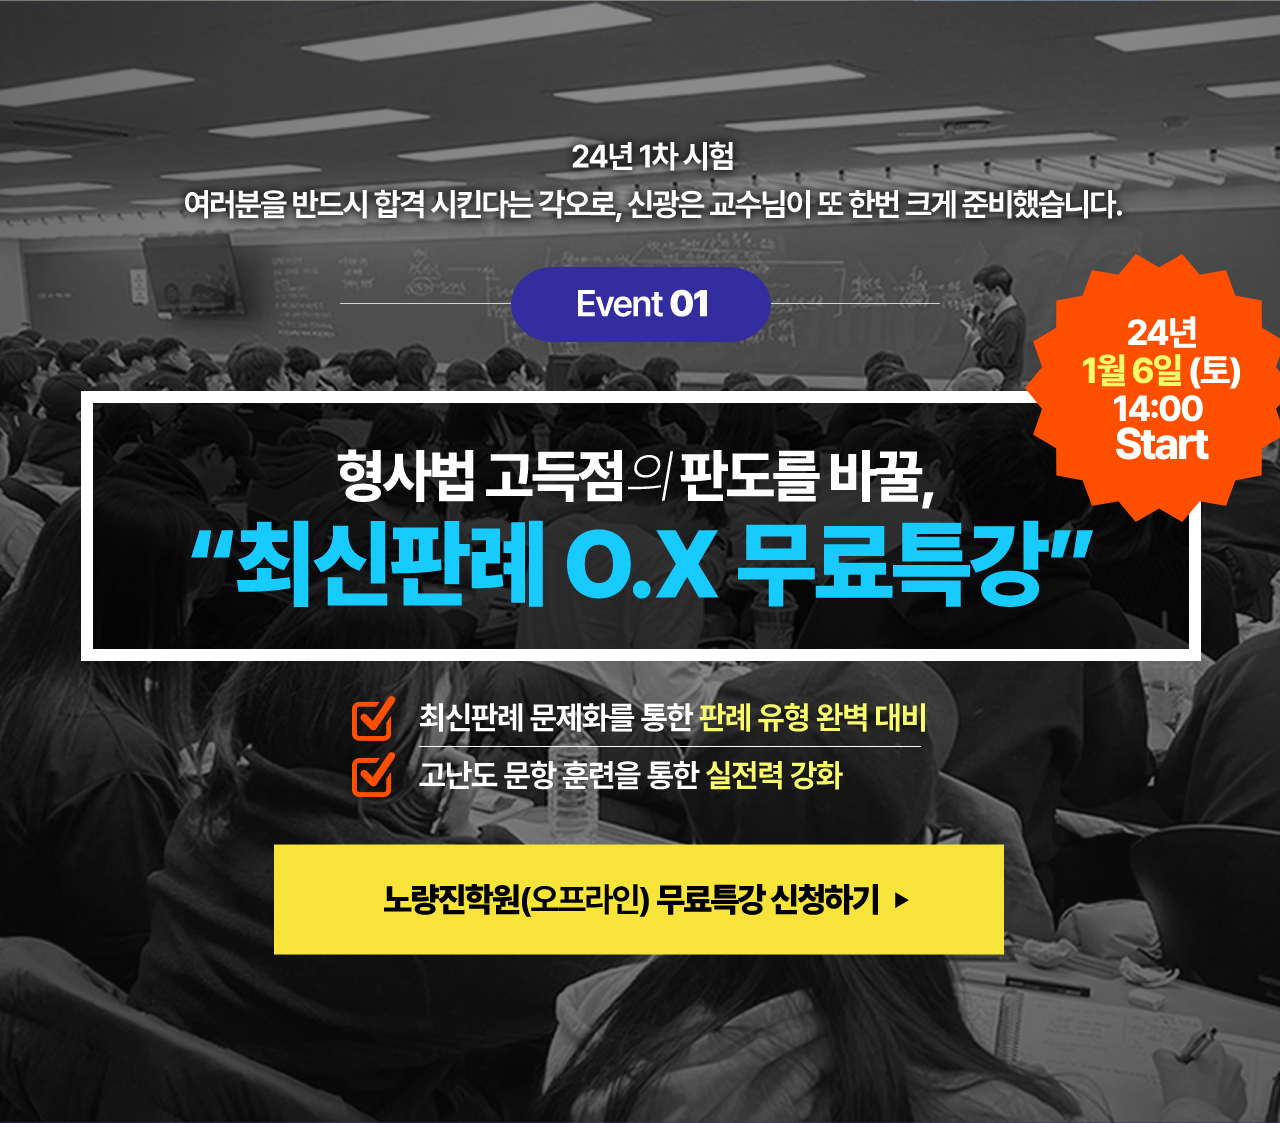 24년 1차 시험
여러분을 반드시 합격 시킨다는 각오로, 신광은 교수님이 또 한번 크게 준비했습니다.
Event 01
24년
1월 6일 (토)
14:00
Start
형사법 고득점의 판도를 바꿀,
“최신판례 O.X 무료특강”
최신판례 문제화를 통한 판례 유형 완벽 대비
고난도 문항 훈련을 통한 실전력 강화
노량진학원(오프라인) 무료특강 신청하기 ▶